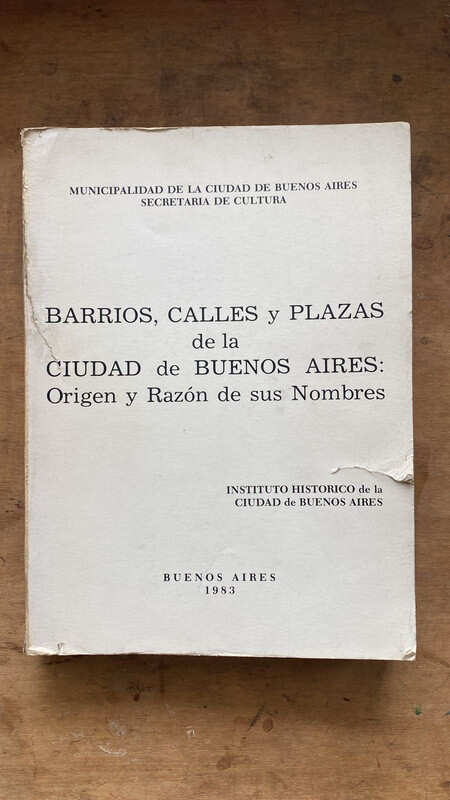 MUNICIPALIDAD DE LA CIUDAD DE BUENOS AIRES
SECRETARIA DE CULTURA
BARRIOS, CALLES y PLAZAS
de la
CIUDAD de BUENOS AIRES:
Origen y Razón de sus Nombres
INSTITUTO HISTORICO de la
CIUDAD de BUENOS AIRES
BUENOS AIRES
1983